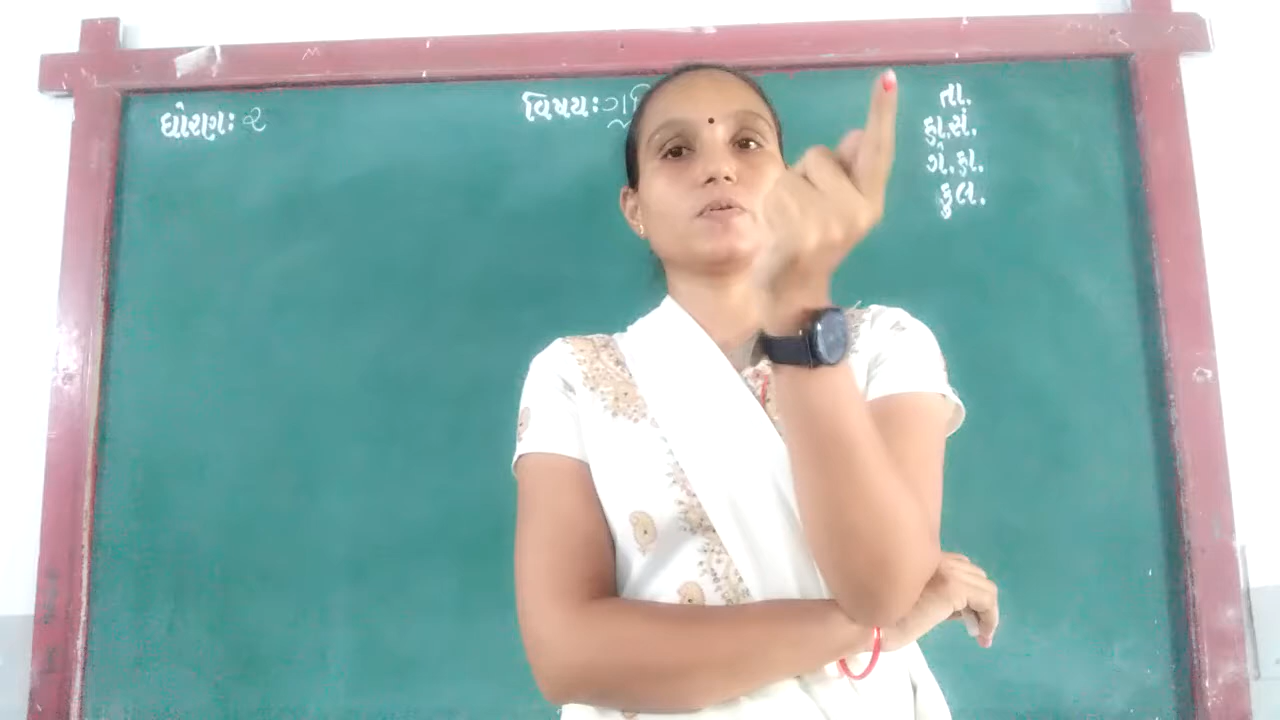 ધોરણઃ ૨
વિષયઃ
તા.
હા.સં.
ગે.હા.
કુલ.